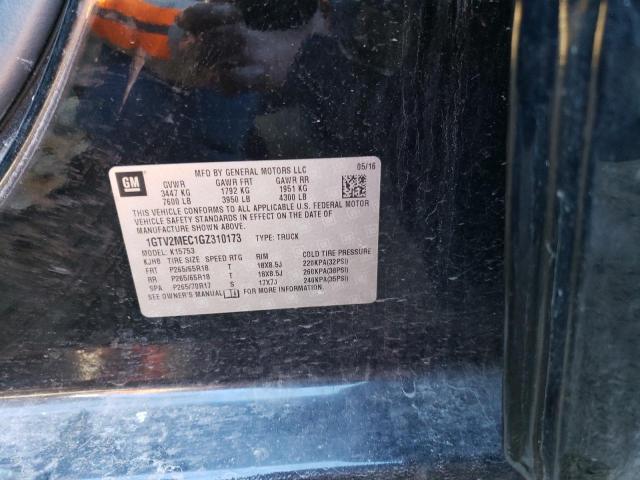 MFD BY GENERAL MOTORS LLC 05/16
GM
GVWR GAWR FRT GAWR RR
3447 KG 1792 KG 1951 KG
7600 LB 3950 LB 4300 LB
THIS VEHICLE CONFORMS TO ALL APPLICABLE U.S. FEDERAL MOTOR
VEHICLE SAFETY STANDARDS IN EFFECT ON THE DATE OF
MANUFACTURE SHOWN ABOVE.
1GTV2MEC1GZ310173 TYPE: TRUCK
MODEL: K15753
KJHB TIRE SIZE SPEED RTG RIM COLD TIRE PRESSURE
FRT P265/65R18 T 18X8.5J 220KPA(32PSI)
RR P265/65R18 T 18X8.5J 260KPA(38PSI)
SPA P265/70R17 S 17X7J 240KPA(35PSI)
SEE OWNER'S MANUAL FOR MORE INFORMATION.